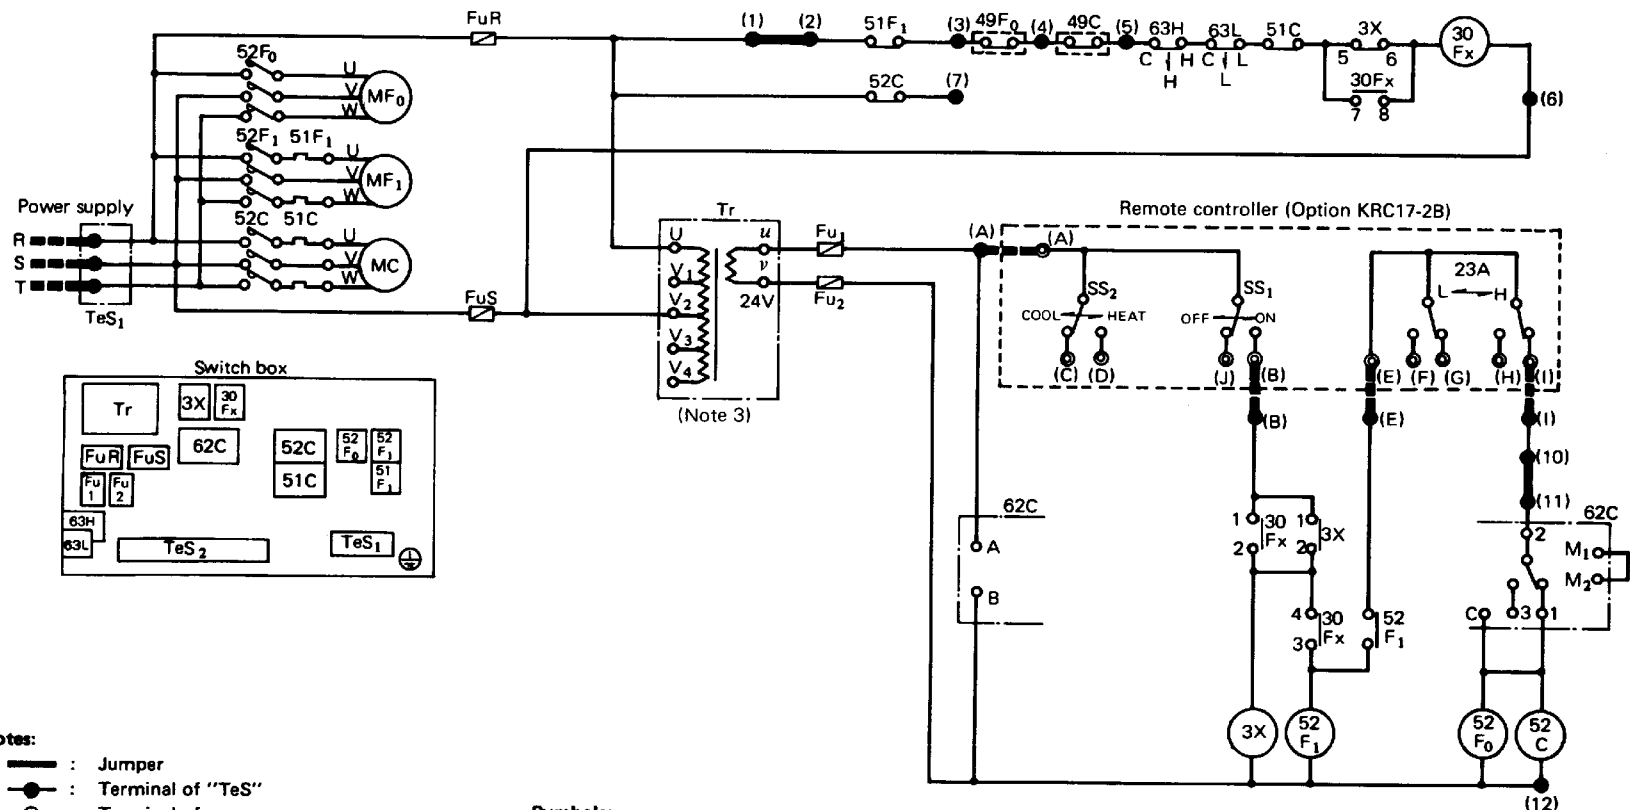 FuR
(1) (2) 51F1 (3) 49F0 (4) 49C (5) 63H 63L 51C 3X 30 Fx
C H C L 5 6
H L
30Fx
7 8
(6)
52C (7)
52F0
U
V
W
MF0
52F1 51F1
U
V
W
MF1
52C 51C
U
V
W
MC
Power supply
R
S
T
TeS1
FuS
Tr
U
V1
V2
V3
V4
u
v
24V
(Note 3)
Fu1
Fu2
Remote controller (Option KRC17-2B)
(A) (A)
SS2
COOL HEAT
SS1
OFF ON
23A
L H
(C) (D) (J) (B) (E) (F) (G) (H) (I)
(B) (E) (I)
(10)
(11)
62C
A
B
1 30 Fx 2
1 3X 2
4 30 Fx 3
52 F1
62C
2
M1
M2
C 3 1
3X
52 F1
52 F0
52 C
(12)
Switch box
Tr 3X 30 Fx
62C 52C 52 F0 52 F1
FuR FuS 51C 51 F1
Fu 1 Fu 2
63H
63L
TeS2 TeS1
otes:
: Jumper
: Terminal of "TeS"